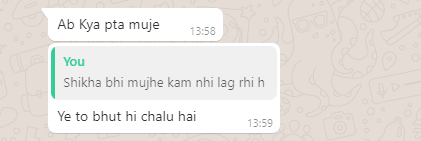 Ab Kya pta muje
13:58
You
Shikha bhi mujhe kam nhi lag rhi h
Ye to bhut hi chalu hai
13:59